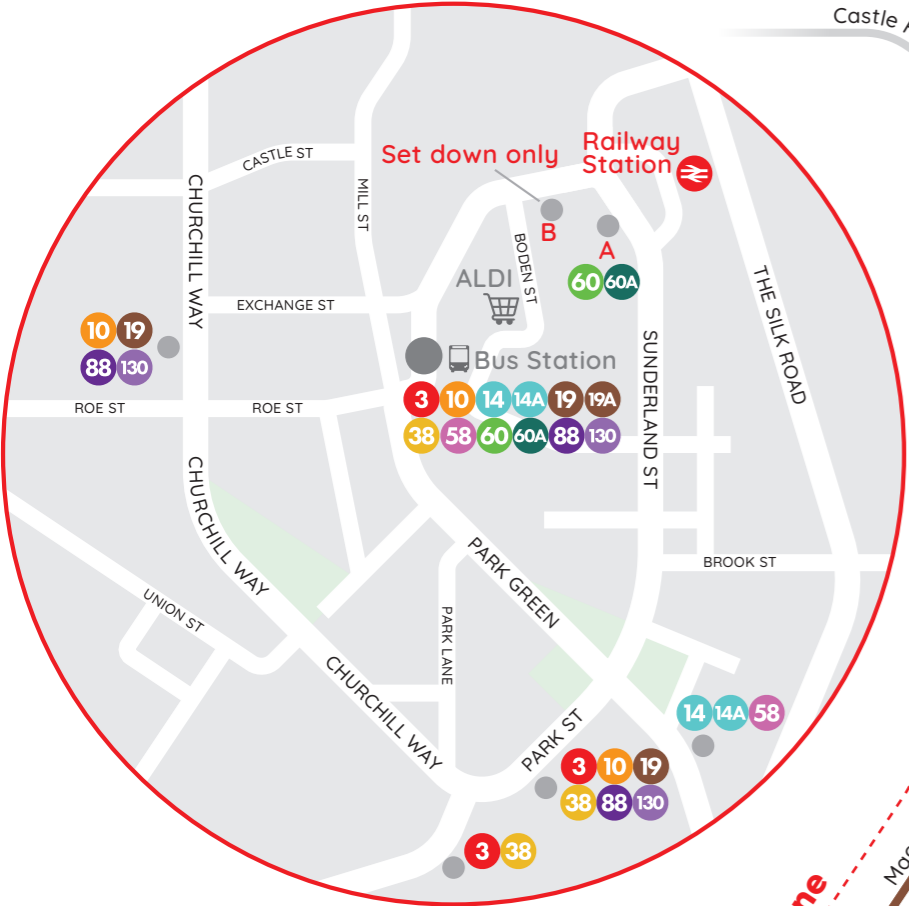 Castle
CASTLE ST
Set down only
Railway
Station
CHURCHILL WAY
MILL ST
B
A
BODEN ST
60 60A
ALDI
THE SILK ROAD
EXCHANGE ST
10 19
88 130
Bus Station
SUNDERLAND ST
3 10 14 14A 19 19A
38 58 60 60A 88 130
ROE ST
ROE ST
CHURCHILL WAY
PARK GREEN
BROOK ST
UNION ST
PARK LANE
CHURCHILL WAY
PARK ST
14 14A 58
3 10 19
38 88 130
3 38